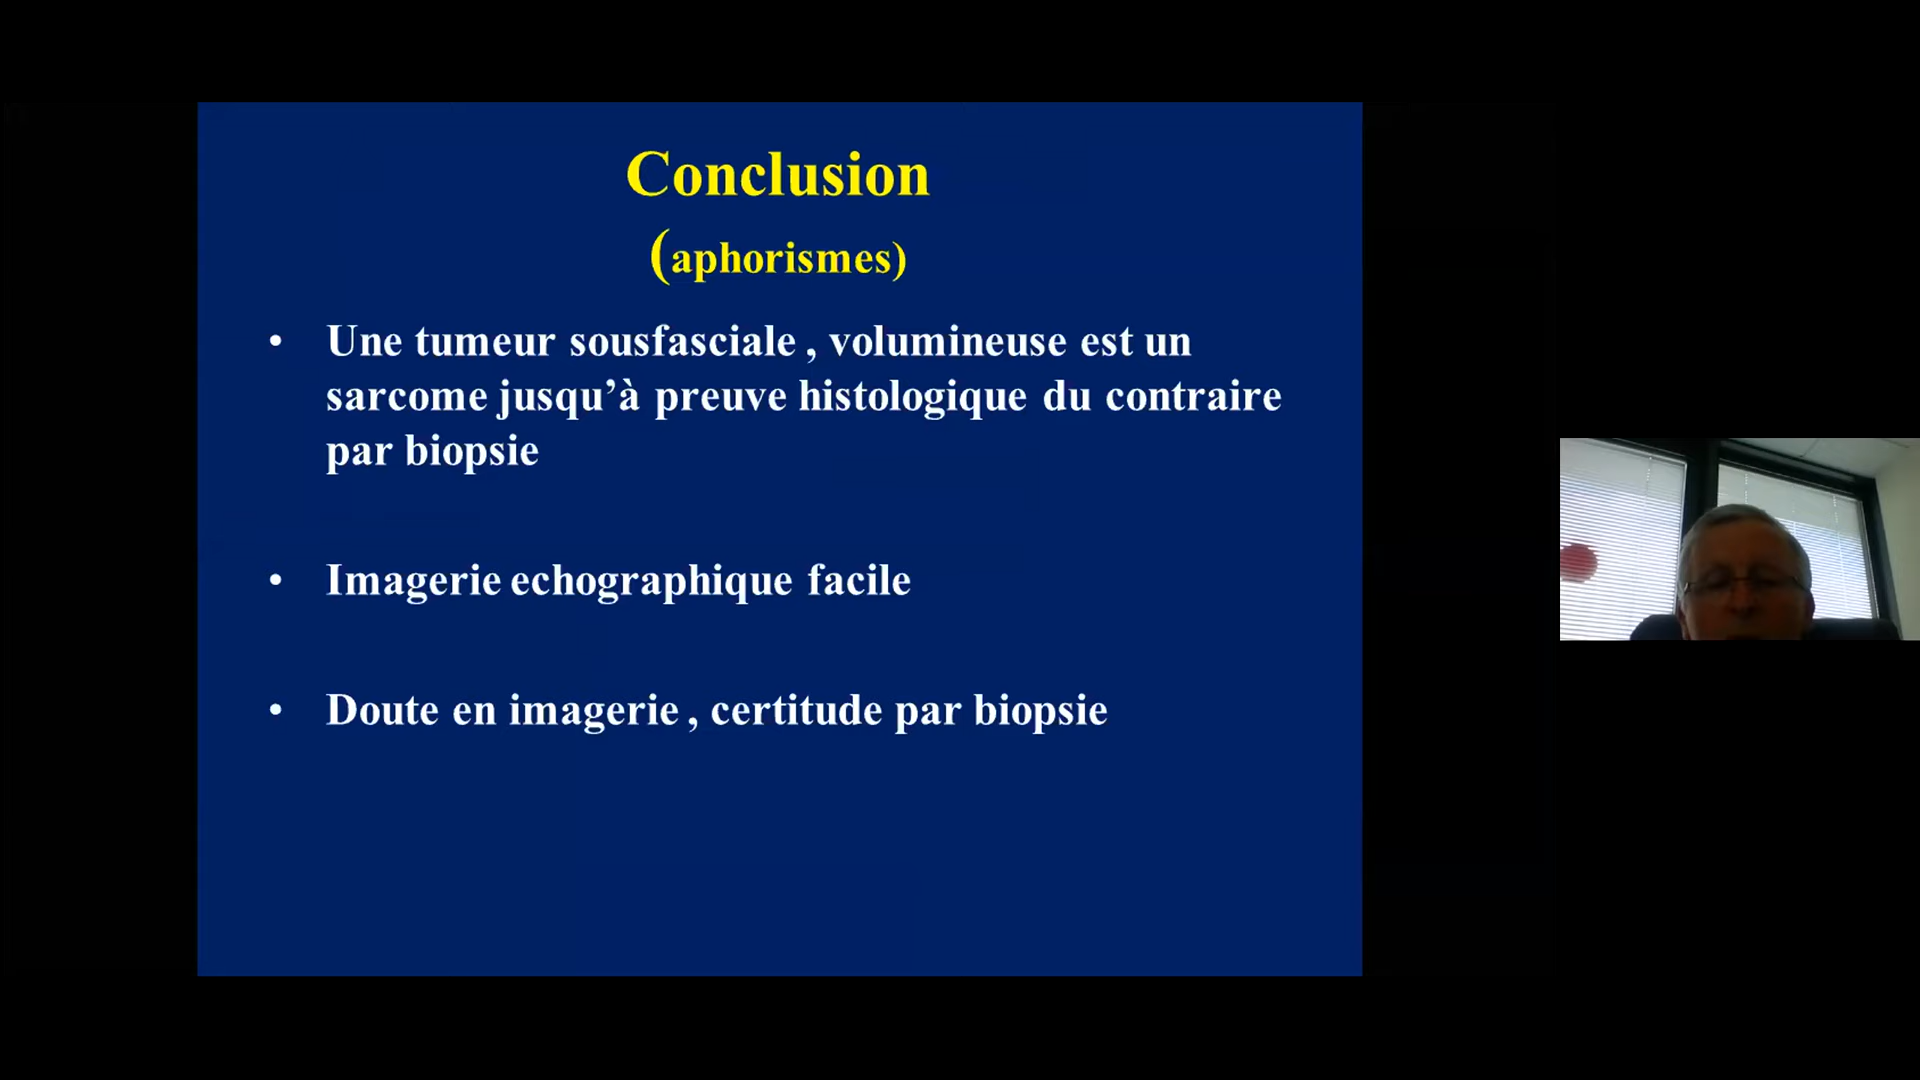 Conclusion
(aphorismes)
• Une tumeur sousfasciale , volumineuse est un
sarcome jusqu’à preuve histologique du contraire
par biopsie
• Imagerie echographique facile
• Doute en imagerie , certitude par biopsie